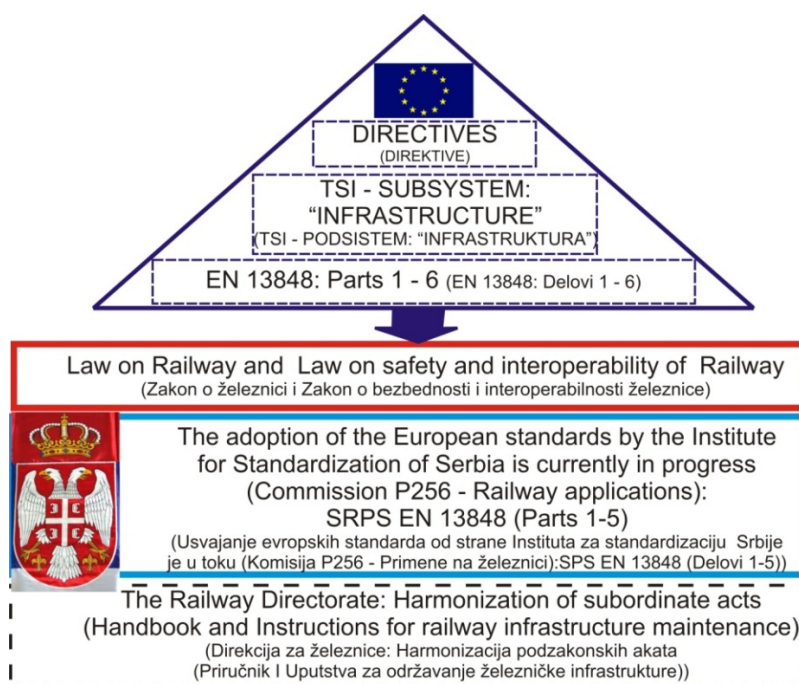 DIRECTIVES
(DIREKTIVE)
TSI - SUBSYSTEM:
“INFRASTRUCTURE”
(TSI - PODSISTEM: “INFRASTRUKTURA”)
EN 13848: Parts 1 - 6 (EN 13848: Delovi 1 - 6)
Law on Railway and Law on safety and interoperability of Railway
(Zakon o železnici i Zakon o bezbednosti i interoperabilnosti železnice)
The adoption of the European standards by the Institute
for Standardization of Serbia is currently in progress
(Commission P256 - Railway applications):
SRPS EN 13848 (Parts 1-5)
(Usvajanje evropskih standarda od strane Instituta za standardizaciju Srbije
je u toku (Komisija P256 - Primene na železnici):SPS EN 13848 (Delovi 1-5))
The Railway Directorate: Harmonization of subordinate acts
(Handbook and Instructions for railway infrastructure maintenance)
(Direkcija za železnice: Harmonizacija podzakonskih akata
(Priručnik I Uputstva za održavanje železničke infrastrukture))